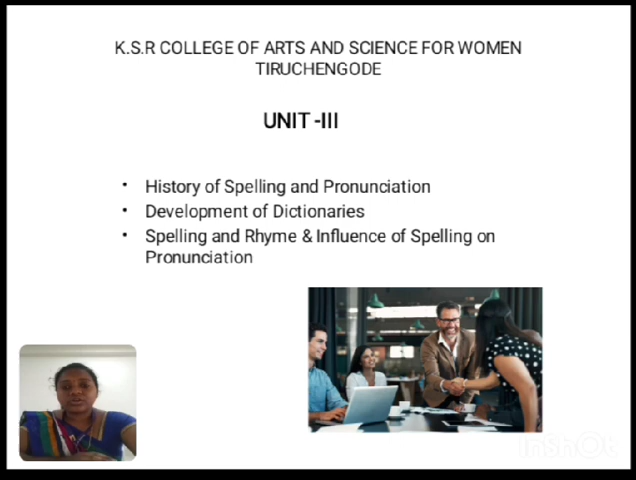 K.S.R COLLEGE OF ARTS AND SCIENCE FOR WOMEN
TIRUCHENGODE
UNIT -III
• History of Spelling and Pronunciation
• Development of Dictionaries
• Spelling and Rhyme & Influence of Spelling on
Pronunciation
InShOt